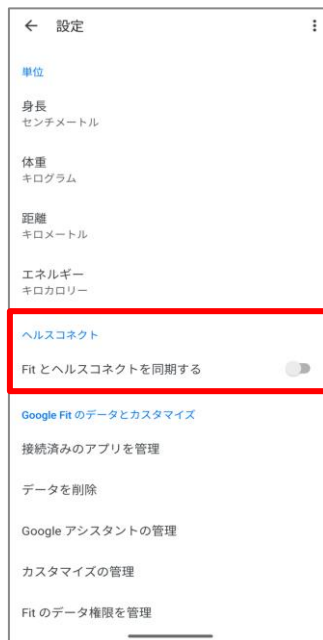 設定
単位
身長
センチメートル
体重
キログラム
距離
キロメートル
エネルギー
キロカロリー
ヘルスコネクト
Fit とヘルスコネクトを同期する
Google Fit のデータとカスタマイズ
接続済みのアプリを管理
データを削除
Google アシスタントの管理
カスタマイズの管理
Fit のデータ権限を管理